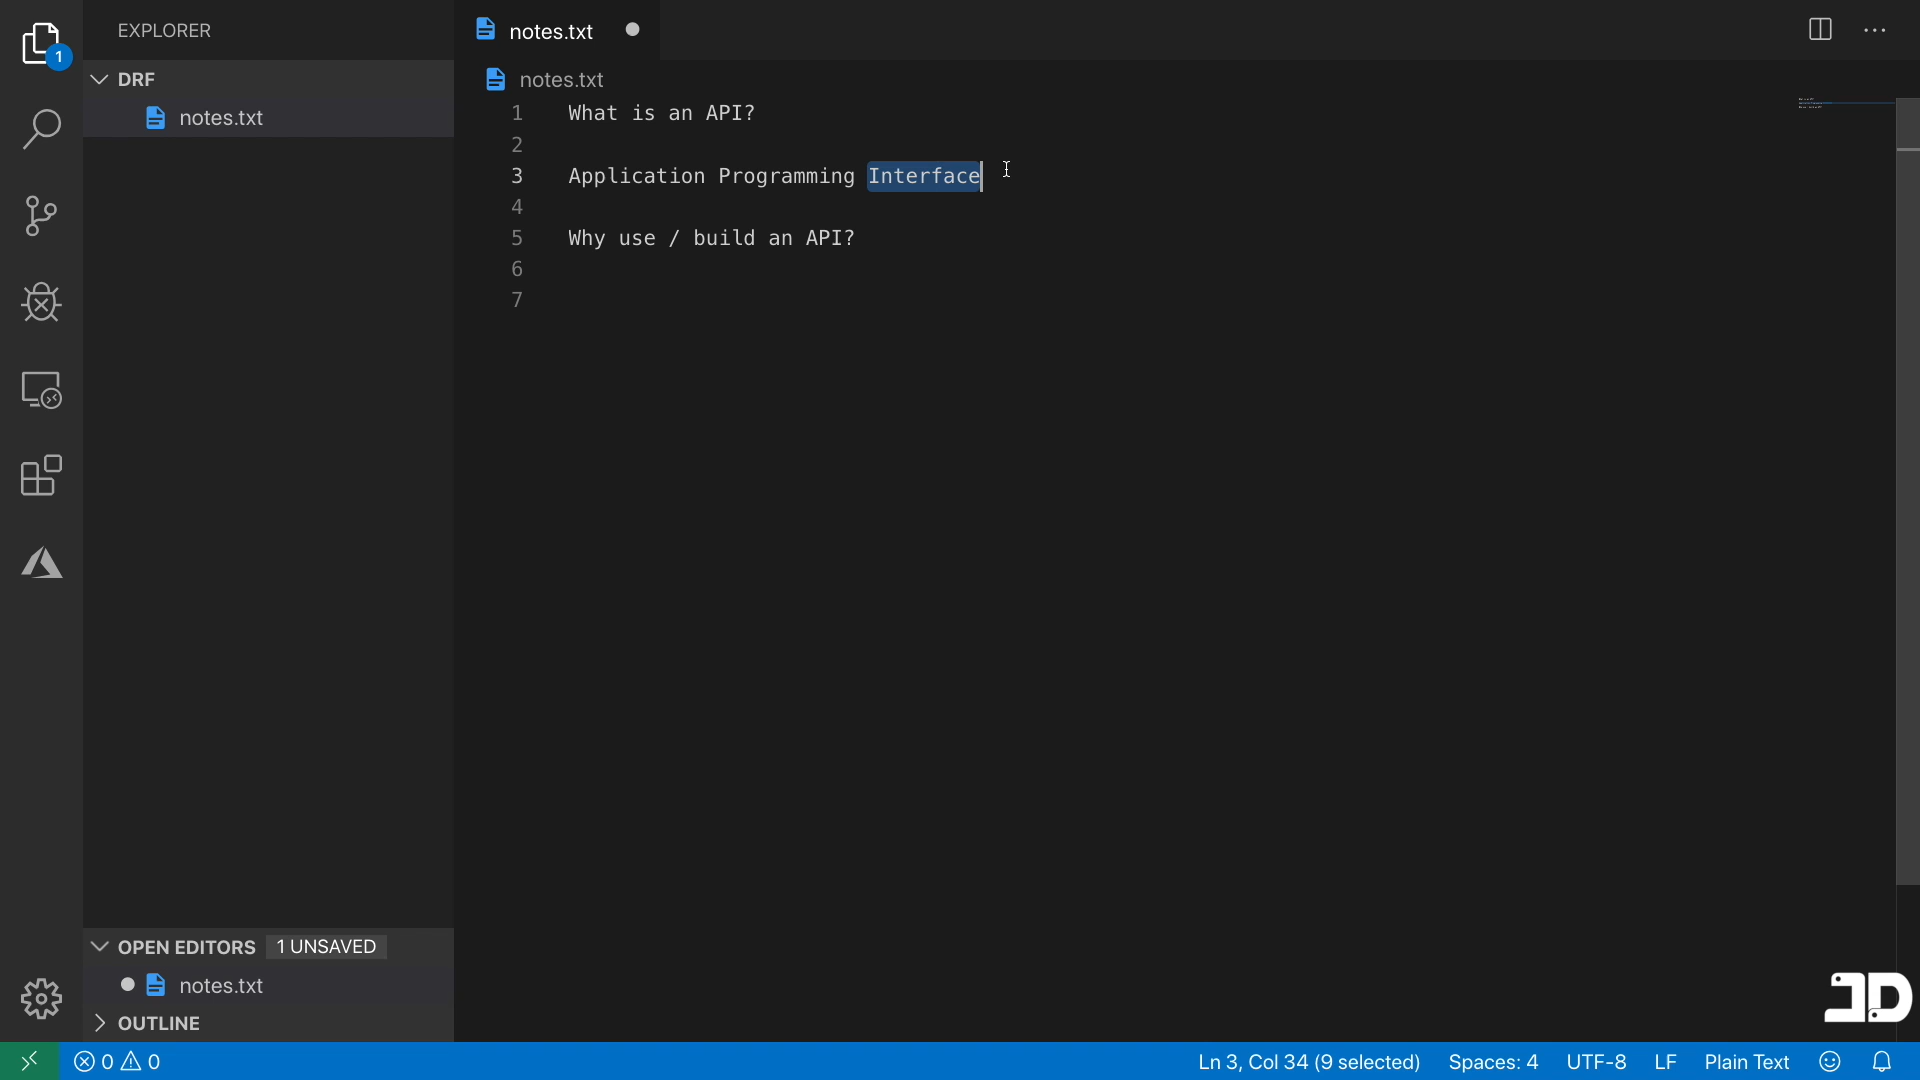 EXPLORER
notes.txt
1
DRF
notes.txt
notes.txt
1 What is an API?
2
3 Application Programming Interface
4
5 Why use / build an API?
6
7
OPEN EDITORS 1 UNSAVED
notes.txt
OUTLINE
JD
0 0 Ln 3, Col 34 (9 selected) Spaces: 4 UTF-8 LF Plain Text